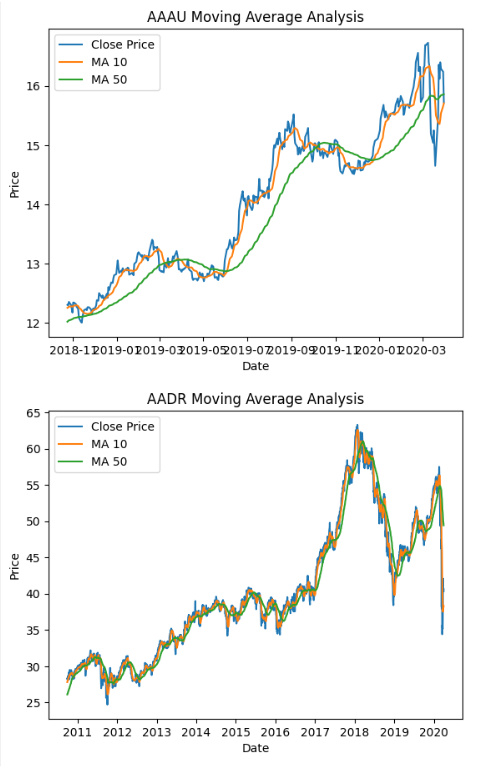 AAAU Moving Average Analysis
Close Price
MA 10
MA 50
16
15
14
13
12
Price
2018-11 2019-01 2019-03 2019-05 2019-07 2019-09 2019-11 2020-01 2020-03
Date
AADR Moving Average Analysis
Close Price
MA 10
MA 50
65
60
55
50
45
40
35
30
25
Price
2011 2012 2013 2014 2015 2016 2017 2018 2019 2020
Date